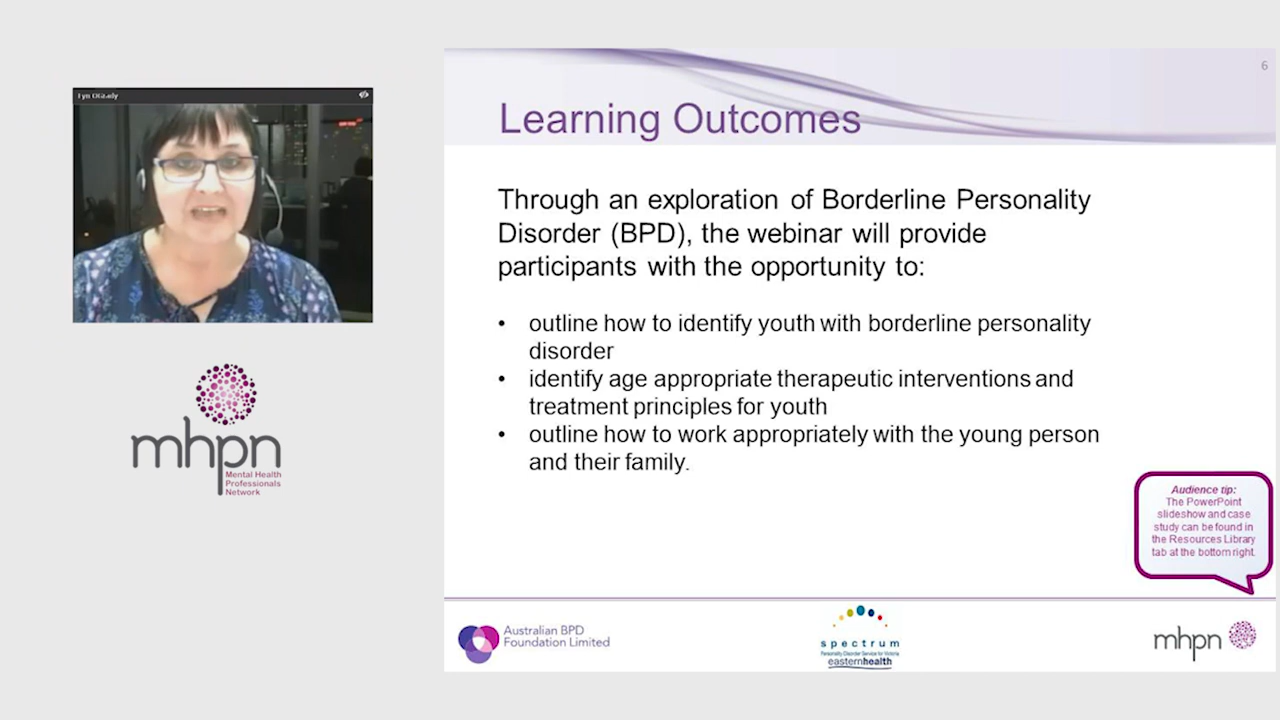 Lyn OGrady
mhpn
Mental Health
Professionals
Network
6
Learning Outcomes
Through an exploration of Borderline Personality
Disorder (BPD), the webinar will provide
participants with the opportunity to:
• outline how to identify youth with borderline personality
disorder
• identify age appropriate therapeutic interventions and
treatment principles for youth
• outline how to work appropriately with the young person
and their family.
Audience tip:
The PowerPoint
slideshow and case
study can be found in
the Resources Library
tab at the bottom right.
Australian BPD
Foundation Limited
spectrum
Personality Disorder Service for Victoria
easternhealth
mhpn